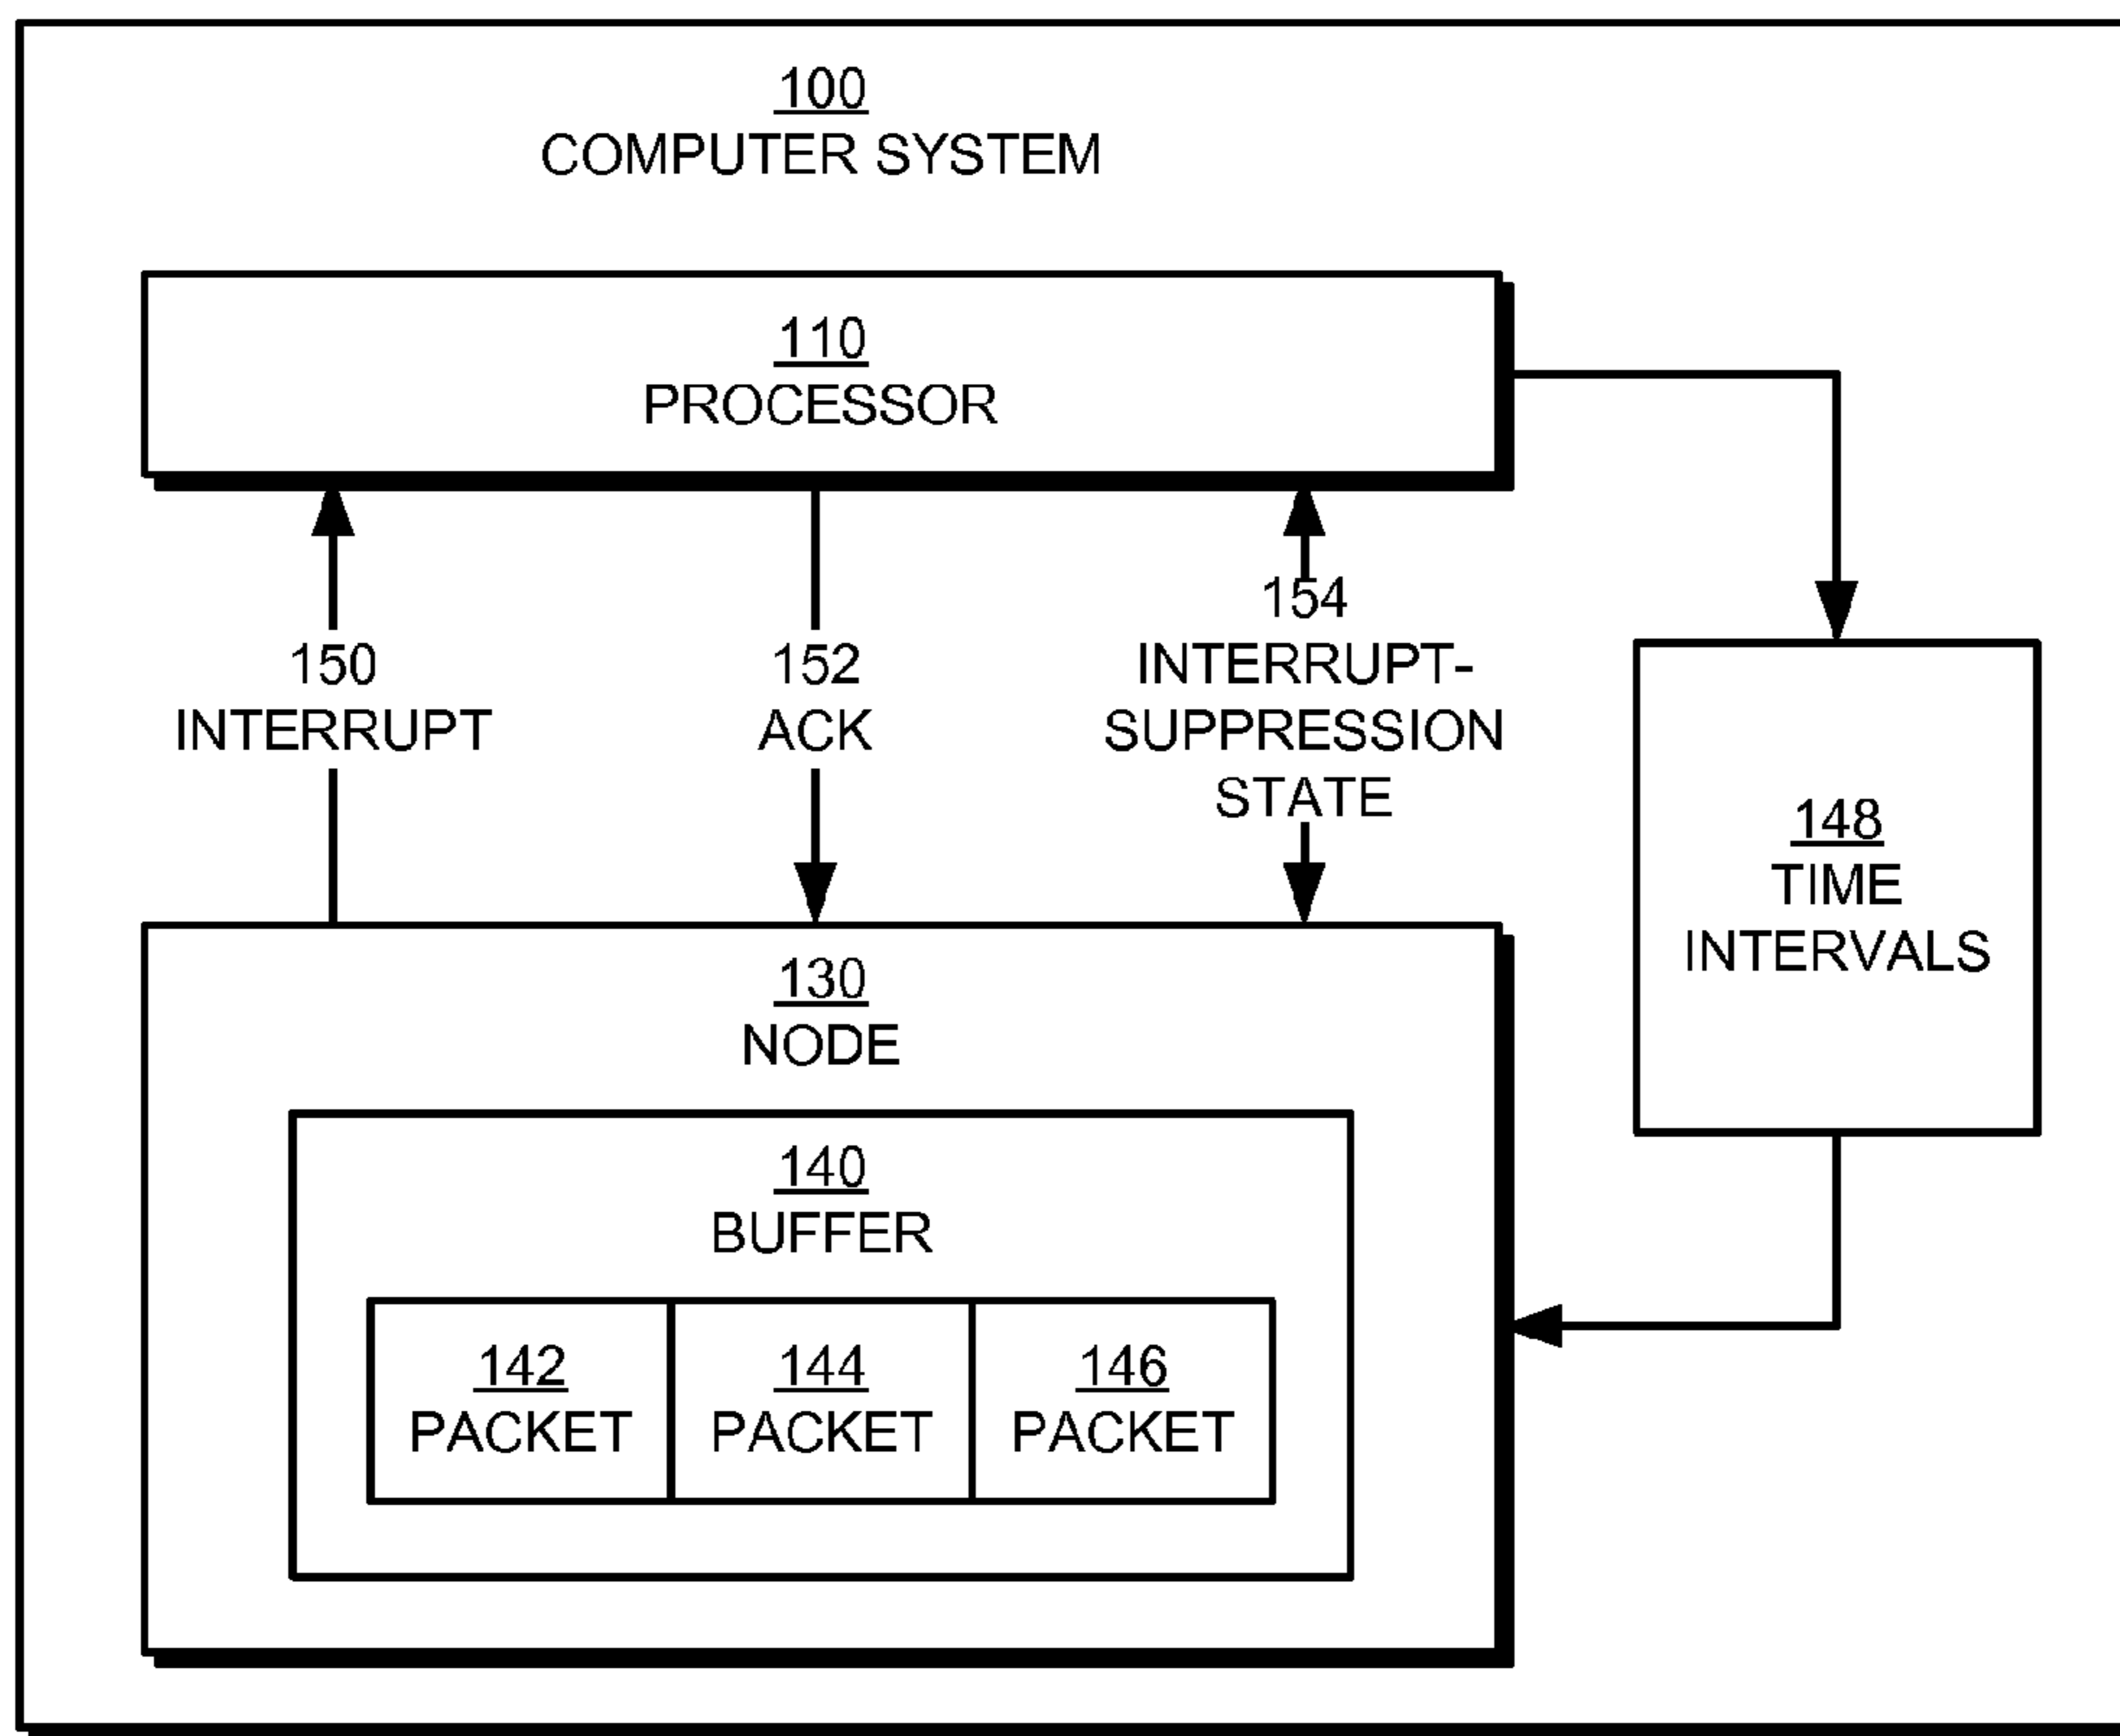 100
COMPUTER SYSTEM
110
PROCESSOR
150
INTERRUPT
152
ACK
154
INTERRUPT-
SUPPRESSION
STATE
148
TIME
INTERVALS
130
NODE
140
BUFFER
142
PACKET
144
PACKET
146
PACKET